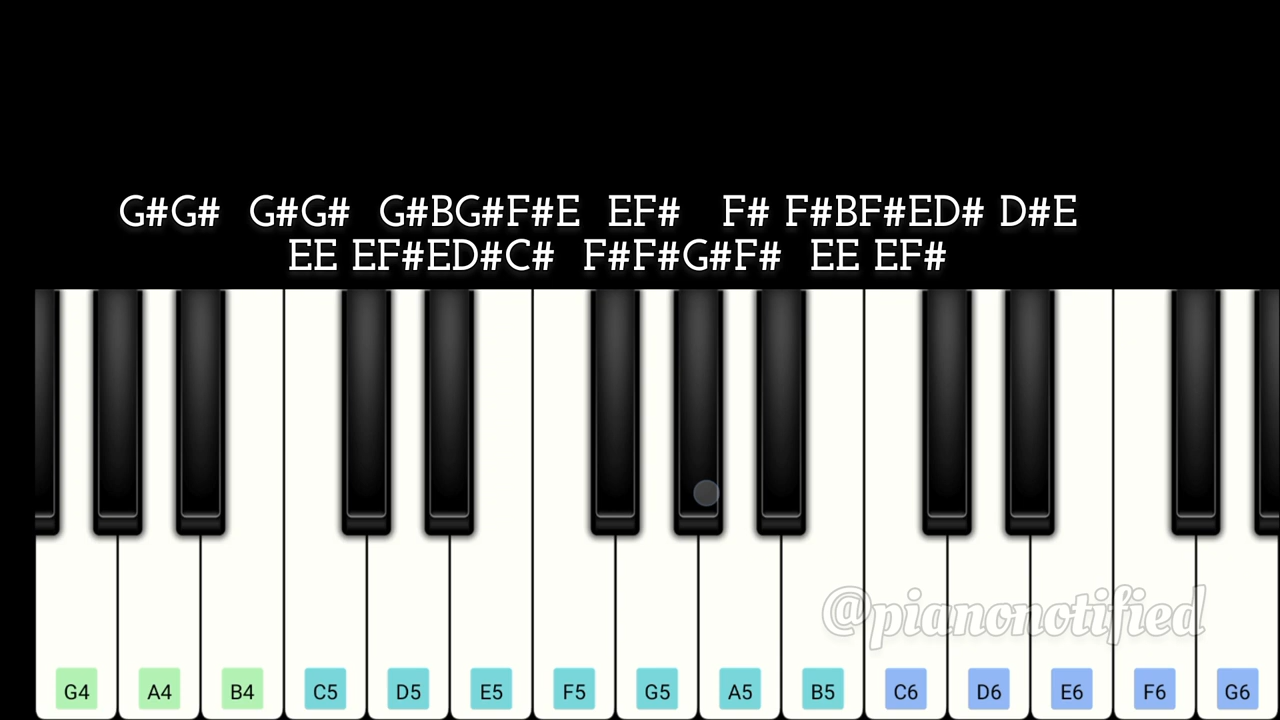 G#G# G#G# G#BG#F#E EF# F# F#BF#ED# D#E
EE EF#ED#C# F#F#G#F# EE EF#
@pianonotified
G4 A4 B4 C5 D5 E5 F5 G5 A5 B5 C6 D6 E6 F6 G6